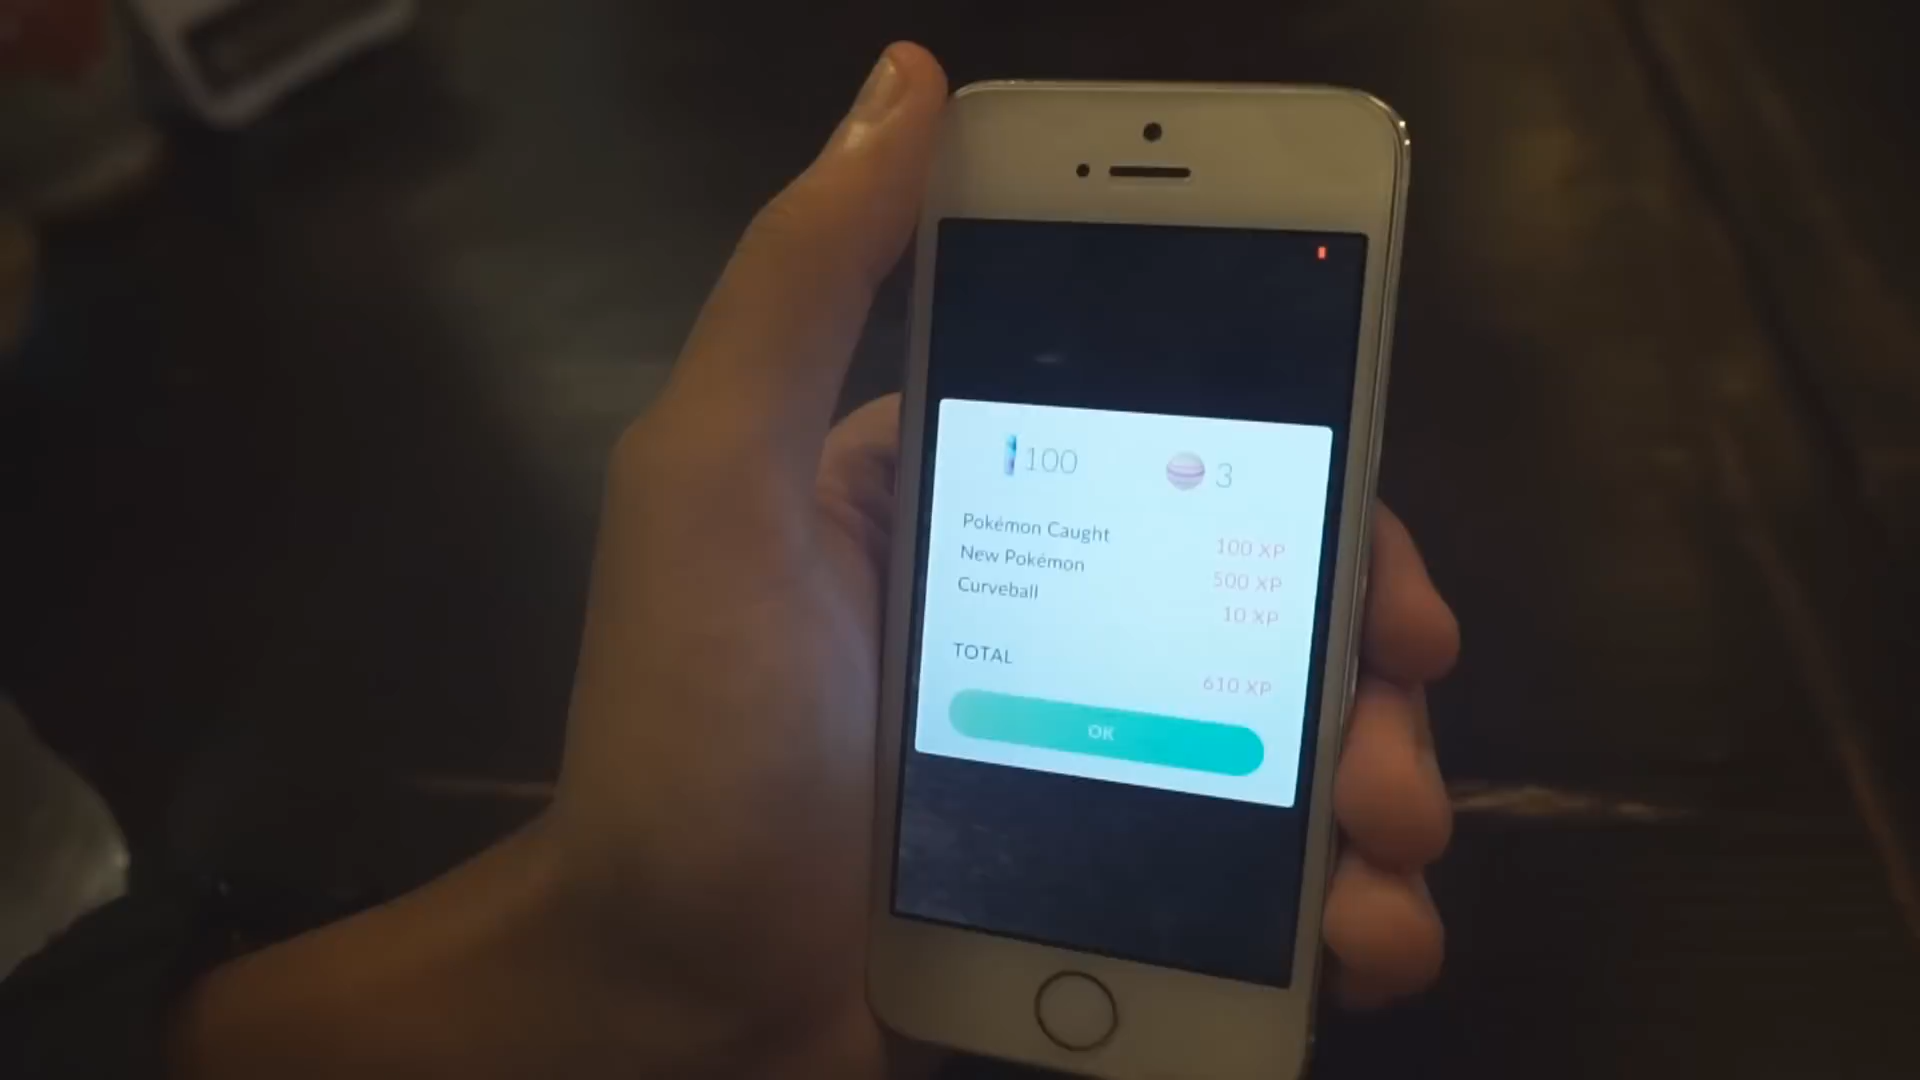 100 3
Pokémon Caught 100 XP
New Pokémon 500 XP
Curveball 10 XP
TOTAL 610 XP
OK